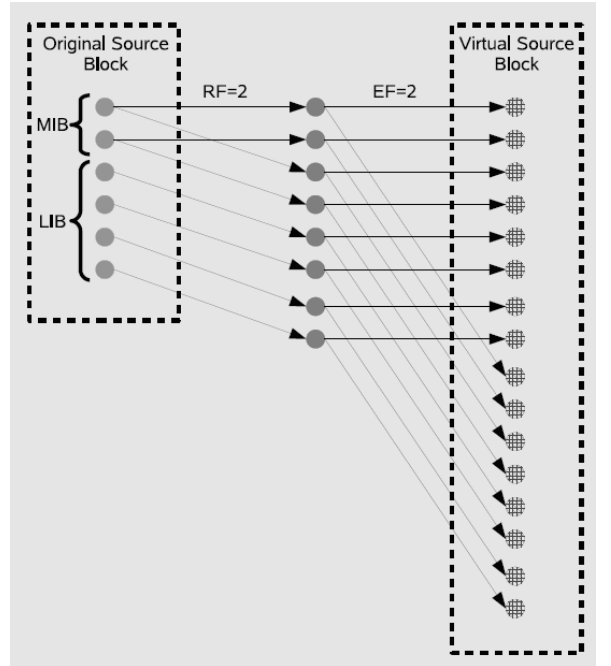 Original Source
Block
Virtual Source
Block
RF=2
EF=2
MIB
LIB